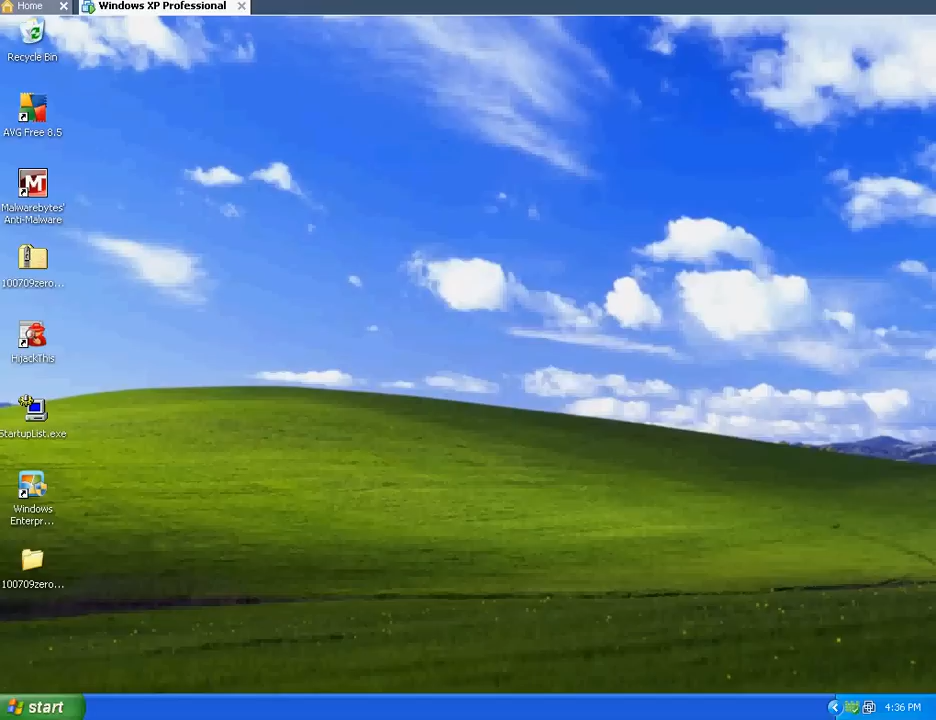 Home
Windows XP Professional
Recycle Bin
AVG Free 8.5
Malwarebytes'
Anti-Malware
100709zero...
HijackThis
StartupList.exe
Windows
Enterpr...
100709zero...
start
4:36 PM